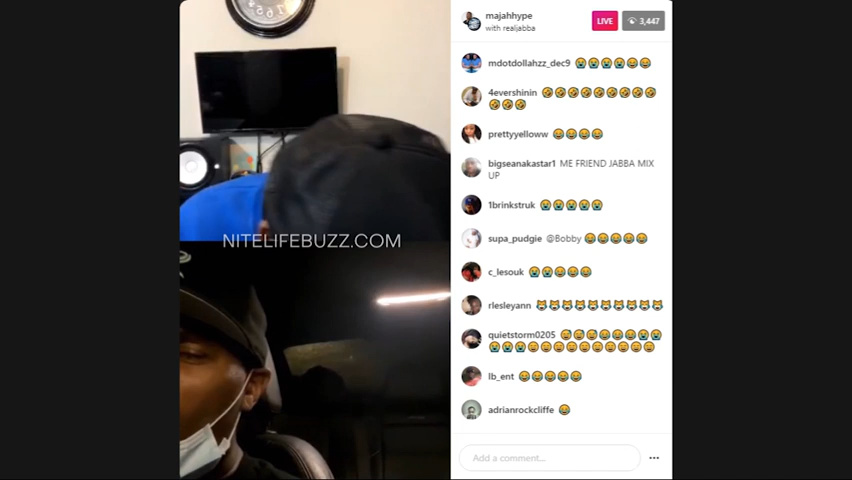 NITELIFEBUZZ.COM
majahhype
with realjabba
LIVE
3,447
mdotdollahzz_dec9
4evershinin
prettyyelloww
bigseanakastar1 ME FRIEND JABBA MIX
UP
1brinkstruk
supa_pudgie @Bobby
c_lesouk
rlesleyann
quietstorm0205
lb_ent
adrianrockcliffe
Add a comment...